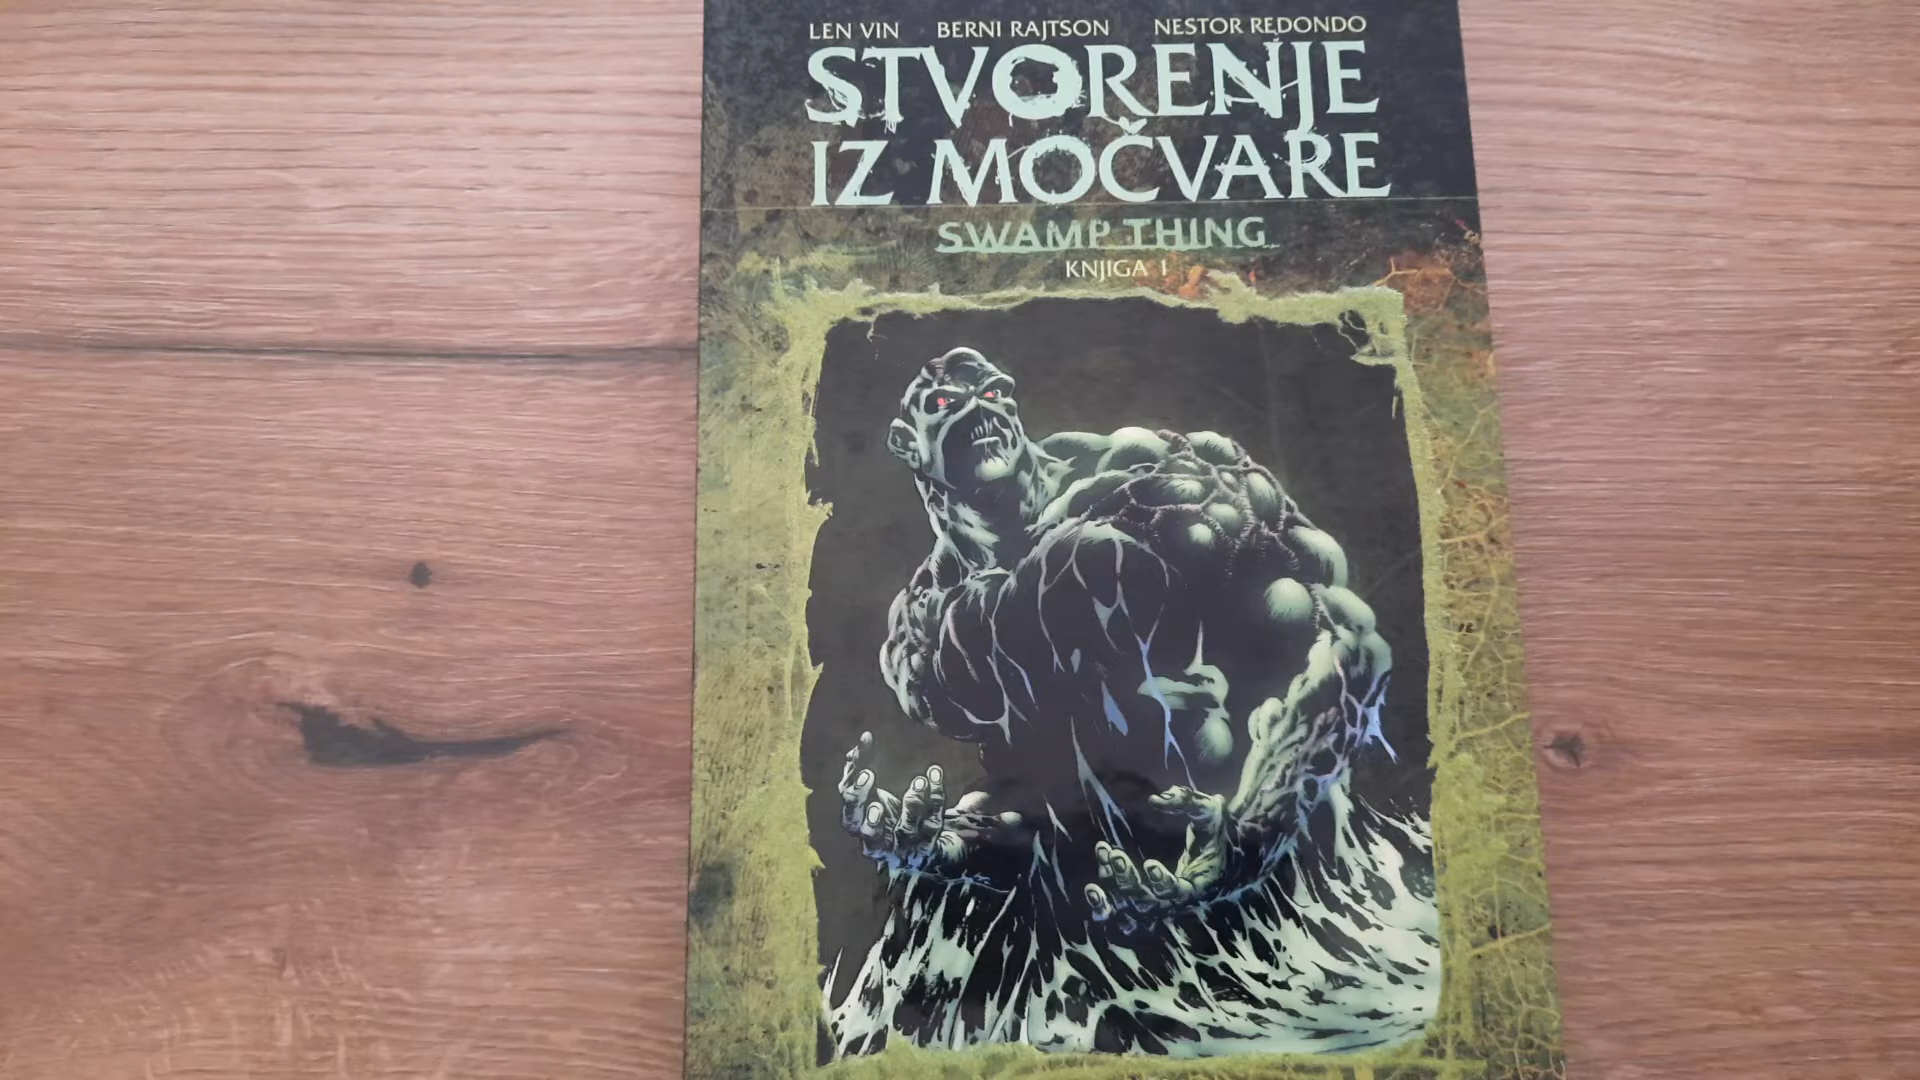 LEN VIN BERNI RAJTSON NESTOR REDONDO
STVORENJE
IZ MOČVARE
SWAMP THING
KNJIGA 1